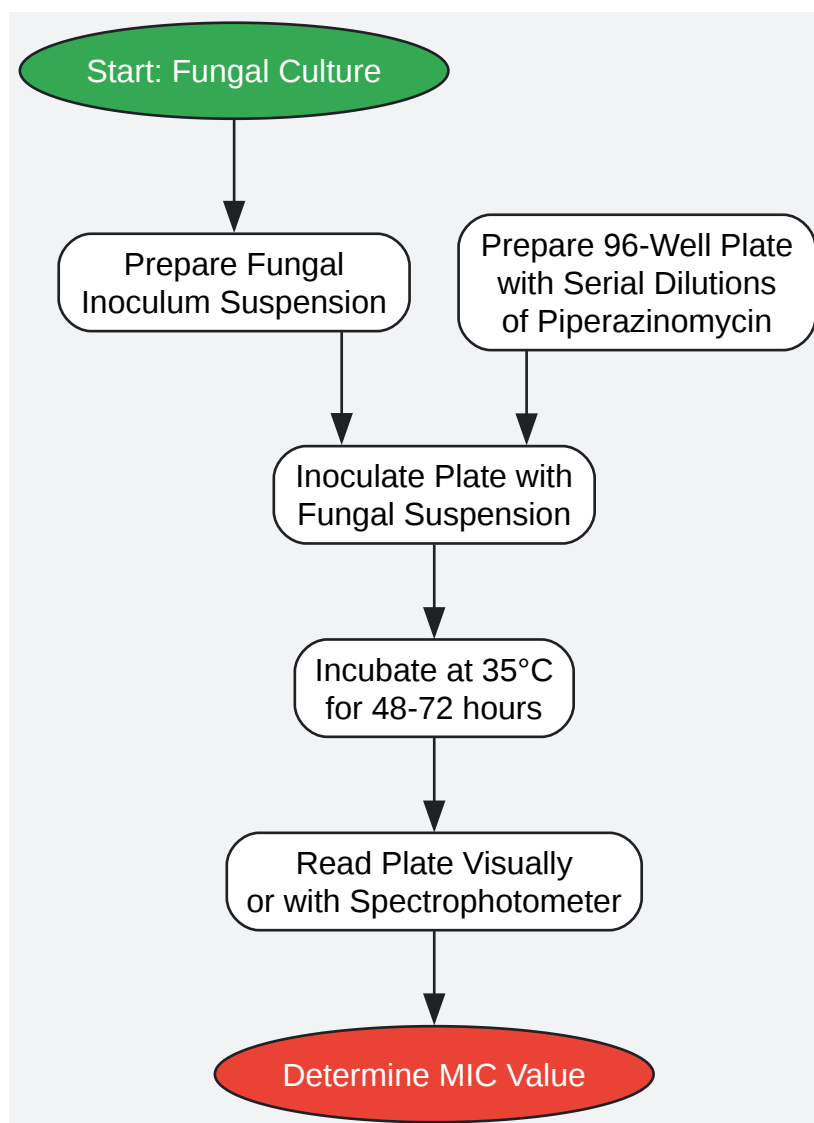 Start: Fungal Culture
Prepare Fungal
Inoculum Suspension
Prepare 96-Well Plate
with Serial Dilutions
of Piperazinomycin
Inoculate Plate with
Fungal Suspension
Incubate at 35°C
for 48-72 hours
Read Plate Visually
or with Spectrophotometer
Determine MIC Value